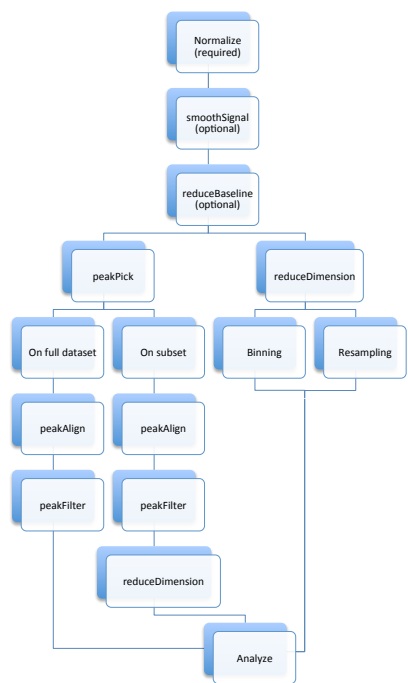 Normalize
(required)
smoothSignal
(optional)
reduceBaseline
(optional)
peakPick
reduceDimension
On full dataset
On subset
Binning
Resampling
peakAlign
peakAlign
peakFilter
peakFilter
reduceDimension
Analyze